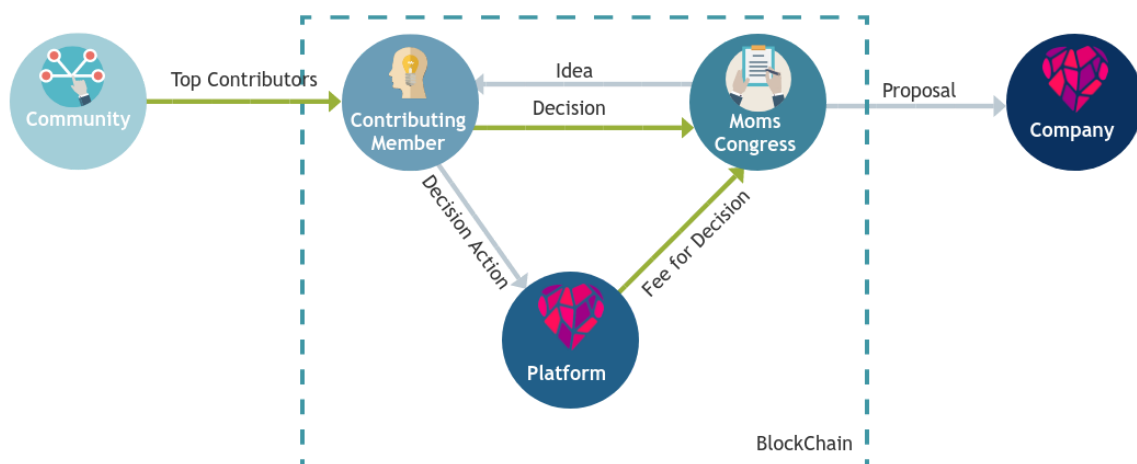 Community
Top Contributors
Contributing
Member
Idea
Decision
Moms
Congress
Proposal
Company
Decision Action
Fee for Decision
Platform
BlockChain